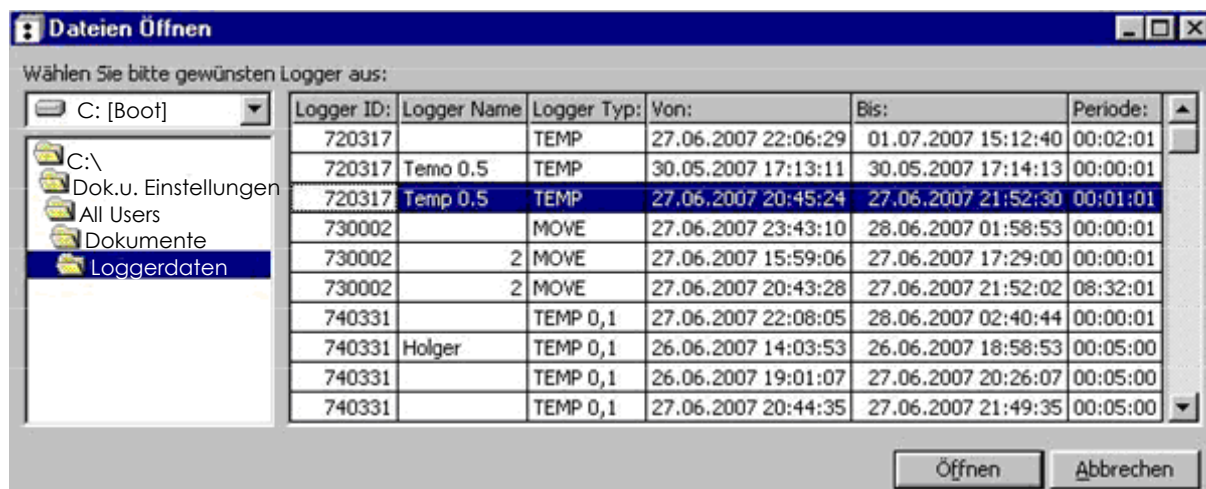 Dateien Öffnen
Wählen Sie bitte gewünsten Logger aus:
C: [Boot]
C:\
Dok.u. Einstellungen
All Users
Dokumente
Loggerdaten
Logger ID: Logger Name Logger Typ: Von: Bis: Periode:
720317 TEMP 27.06.2007 22:06:29 01.07.2007 15:12:40 00:02:01
720317 Temo 0.5 TEMP 30.05.2007 17:13:11 30.05.2007 17:14:13 00:00:01
720317 Temp 0.5 TEMP 27.06.2007 20:45:24 27.06.2007 21:52:30 00:01:01
730002 MOVE 27.06.2007 23:43:10 28.06.2007 01:58:53 00:00:01
730002 2 MOVE 27.06.2007 15:59:06 27.06.2007 17:29:00 00:00:01
730002 2 MOVE 27.06.2007 20:43:28 27.06.2007 21:52:02 08:32:01
740331 TEMP 0,1 27.06.2007 22:08:05 28.06.2007 02:40:44 00:00:01
740331 Holger TEMP 0,1 26.06.2007 14:03:53 26.06.2007 18:58:53 00:05:00
740331 TEMP 0,1 26.06.2007 19:01:07 27.06.2007 20:26:07 00:05:00
740331 TEMP 0,1 27.06.2007 20:44:35 27.06.2007 21:49:35 00:05:00
Öffnen Abbrechen